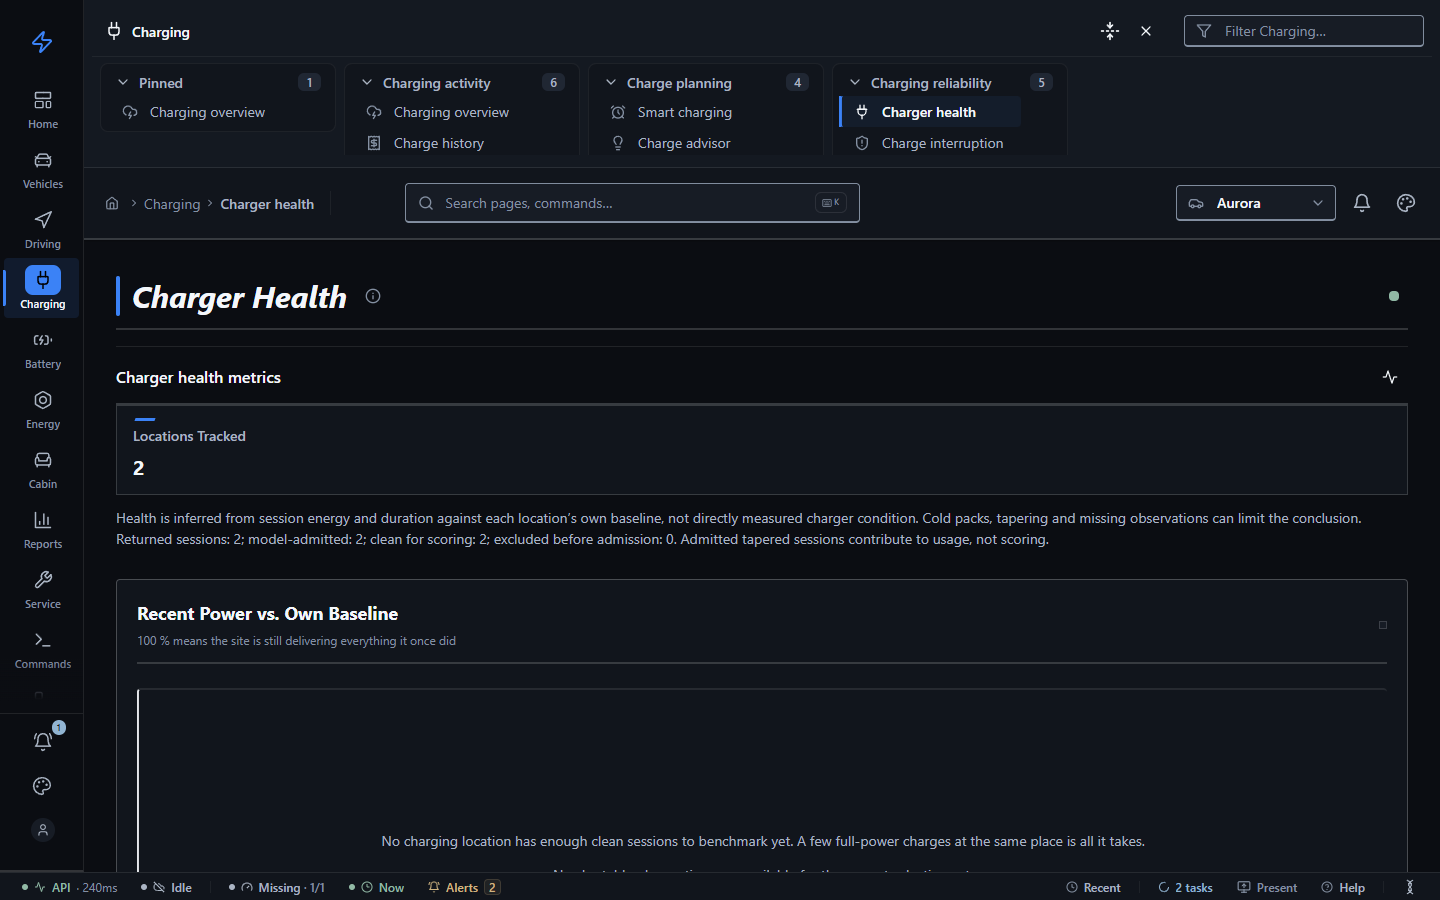 Charging
Filter Charging...
Pinned 1
Charging overview
Charging activity 6
Charging overview
Charge history
Charge planning 4
Smart charging
Charge advisor
Charging reliability 5
Charger health
Charge interruption
Home
Vehicles
Driving
Charging
Battery
Energy
Cabin
Reports
Service
Commands
1
Charging
Charger health
Search pages, commands...
K
Aurora
Charger Health
Charger health metrics
Locations Tracked
2
Health is inferred from session energy and duration against each location's own baseline, not directly measured charger condition. Cold packs, tapering and missing observations can limit the conclusion.
Returned sessions: 2; model-admitted: 2; clean for scoring: 2; excluded before admission: 0. Admitted tapered sessions contribute to usage, not scoring.
Recent Power vs. Own Baseline
100 % means the site is still delivering everything it once did
No charging location has enough clean sessions to benchmark yet. A few full-power charges at the same place is all it takes.
API · 240ms
Idle
Missing · 1/1
Now
Alerts 2
Recent
2 tasks
Present
Help